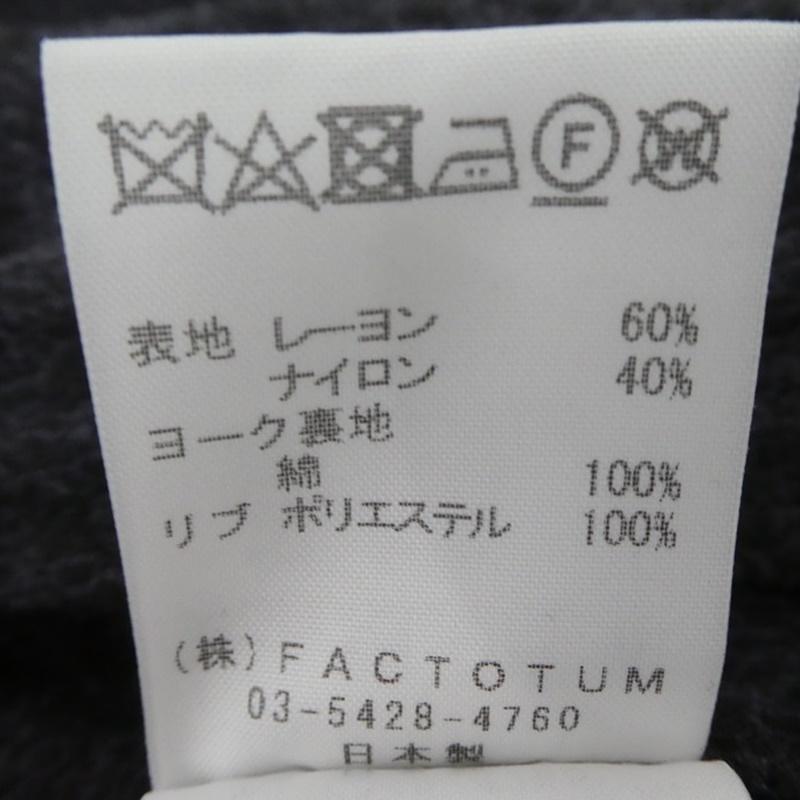 F W
表地 レーヨン 60%
ナイロン 40%
ヨーク裏地
綿 100%
リブ ポリエステル 100%
(株)FACTOTUM
03-5428-4760
日本製